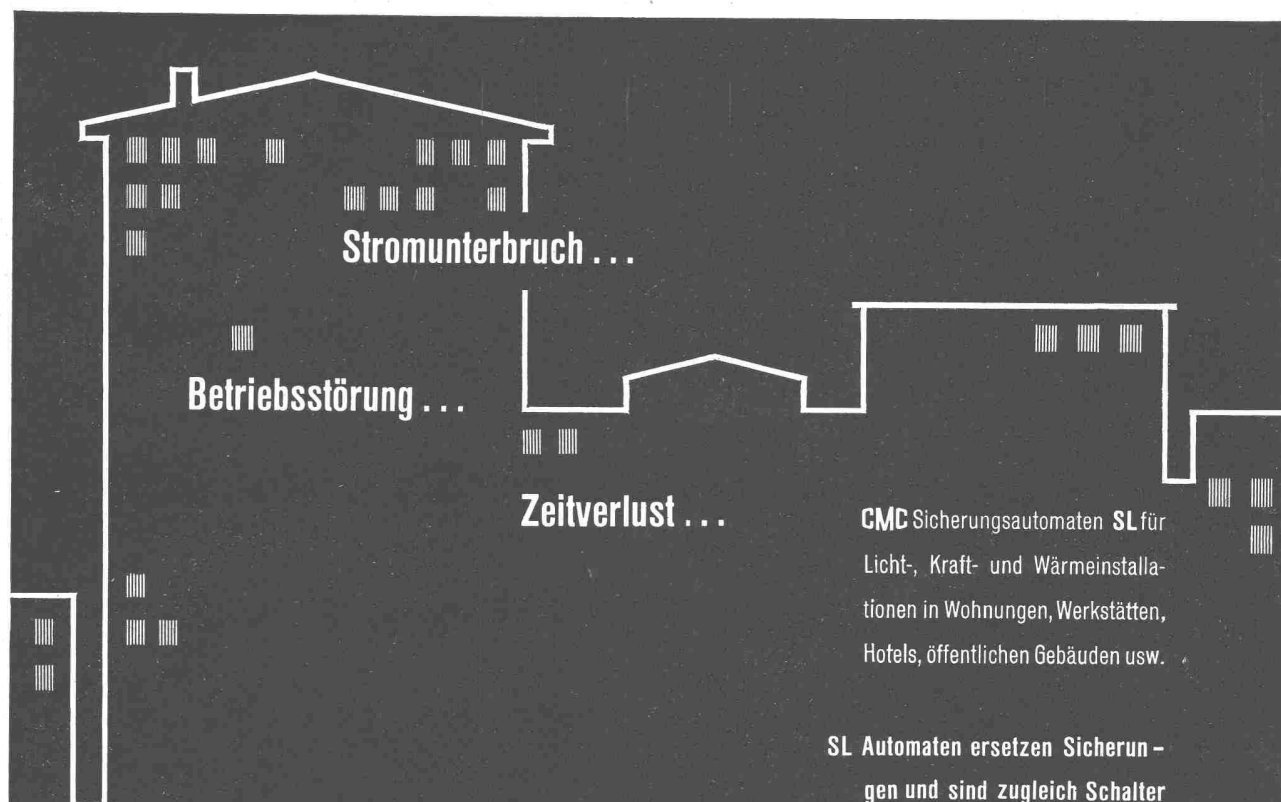 Stromunterbruch ...
Betriebsstörung ...
Zeitverlust ...
CMC Sicherungsautomaten SL für
Licht-, Kraft- und Wärmeinstalla-
tionen in Wohnungen, Werkstätten,
Hotels, öffentlichen Gebäuden usw.
SL Automaten ersetzen Sicherun-
gen und sind zugleich Schalter